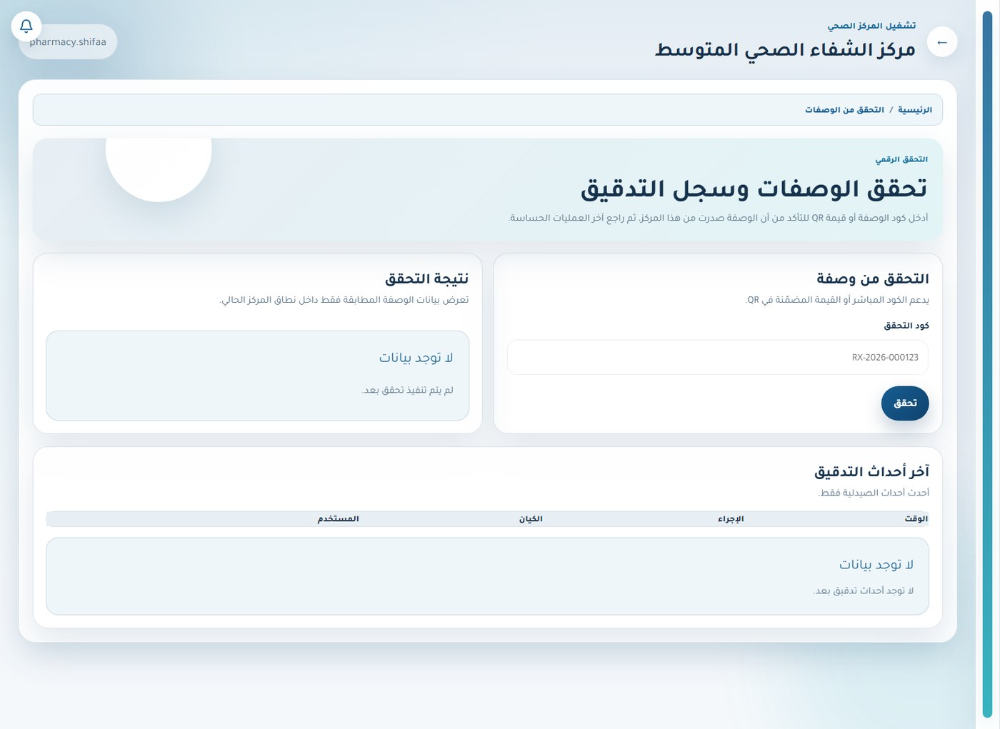 تشغيل المركز الصحي
مركز الشفاء الصحي المتوسط
←
pharmacy.shifaa
الرئيسية / التحقق من الوصفات
التحقق الرقمي
تحقق الوصفات وسجل التدقيق
أدخل كود الوصفة أو قيمة QR للتأكد من أن الوصفة صدرت من هذا المركز، ثم راجع آخر العمليات الحساسة.
التحقق من وصفة
يدعم الكود المباشر أو القيمة المضمّنة في QR.
كود التحقق
RX-2026-000123
تحقق
نتيجة التحقق
تعرض بيانات الوصفة المطابقة فقط داخل نطاق المركز الحالي.
لا توجد بيانات
لم يتم تنفيذ تحقق بعد.
آخر أحداث التدقيق
أحدث أحداث الصيدلية فقط.
الوقت الإجراء الكيان المستخدم
لا توجد بيانات
لا توجد أحداث تدقيق بعد.